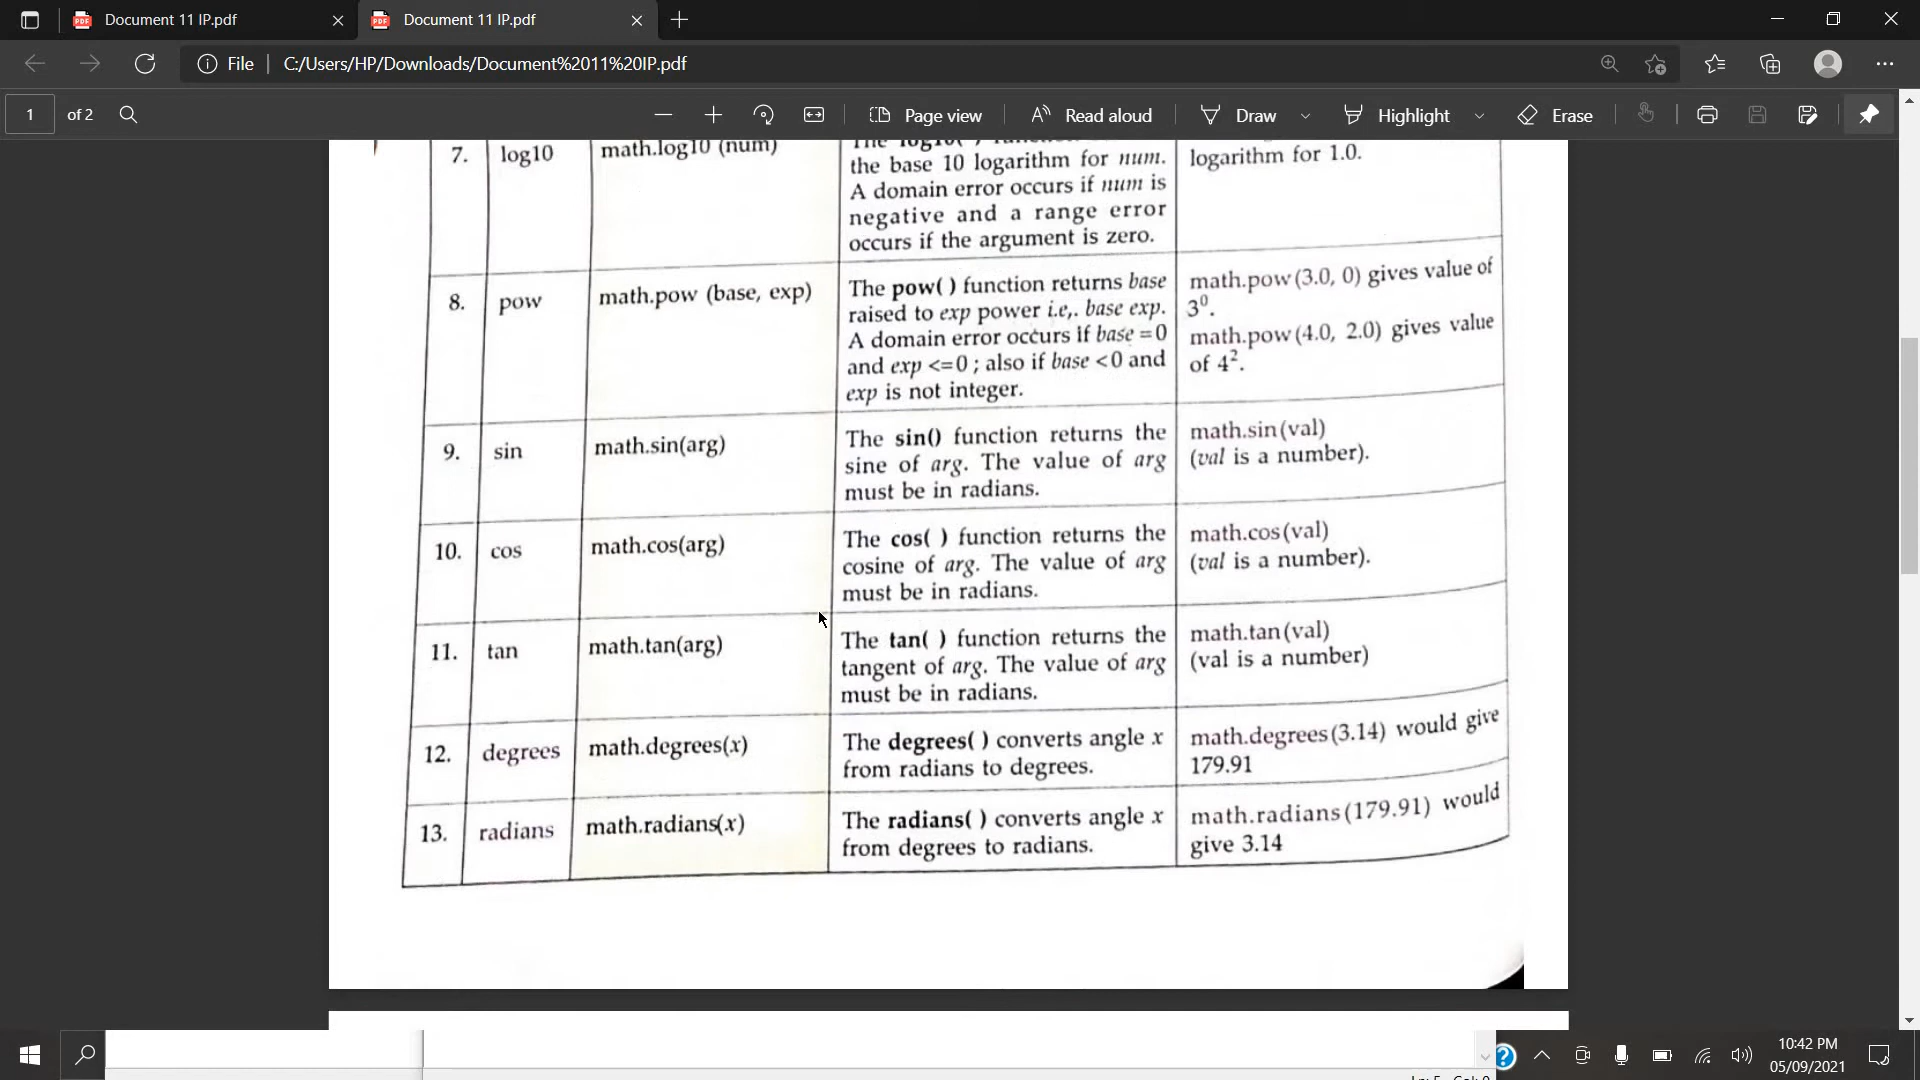 Document 11 IP.pdf
Document 11 IP.pdf
File
C:/Users/HP/Downloads/Document%2011%20IP.pdf
1
of 2
Page view
Read aloud
Draw
Highlight
Erase
7.
log10
math.log10 (num)
the base 10 logarithm for num.
A domain error occurs if num is
negative and a range error
occurs if the argument is zero.
logarithm for 1.0.
8.
pow
math.pow (base, exp)
The pow( ) function returns base
raised to exp power i.e,. base exp.
A domain error occurs if base = 0
and exp <= 0 ; also if base < 0 and
exp is not integer.
math.pow (3.0, 0) gives value of
3⁰.
math.pow (4.0, 2.0) gives value
of 4².
9.
sin
math.sin(arg)
The sin() function returns the
sine of arg. The value of arg
must be in radians.
math.sin (val)
(val is a number).
10.
cos
math.cos(arg)
The cos( ) function returns the
cosine of arg. The value of arg
must be in radians.
math.cos (val)
(val is a number).
11.
tan
math.tan(arg)
The tan( ) function returns the
tangent of arg. The value of arg
must be in radians.
math.tan (val)
(val is a number)
12.
degrees
math.degrees(x)
The degrees( ) converts angle x
from radians to degrees.
math.degrees (3.14) would give
179.91
13.
radians
math.radians(x)
The radians( ) converts angle x
from degrees to radians.
math.radians (179.91) would
give 3.14
10:42 PM
05/09/2021